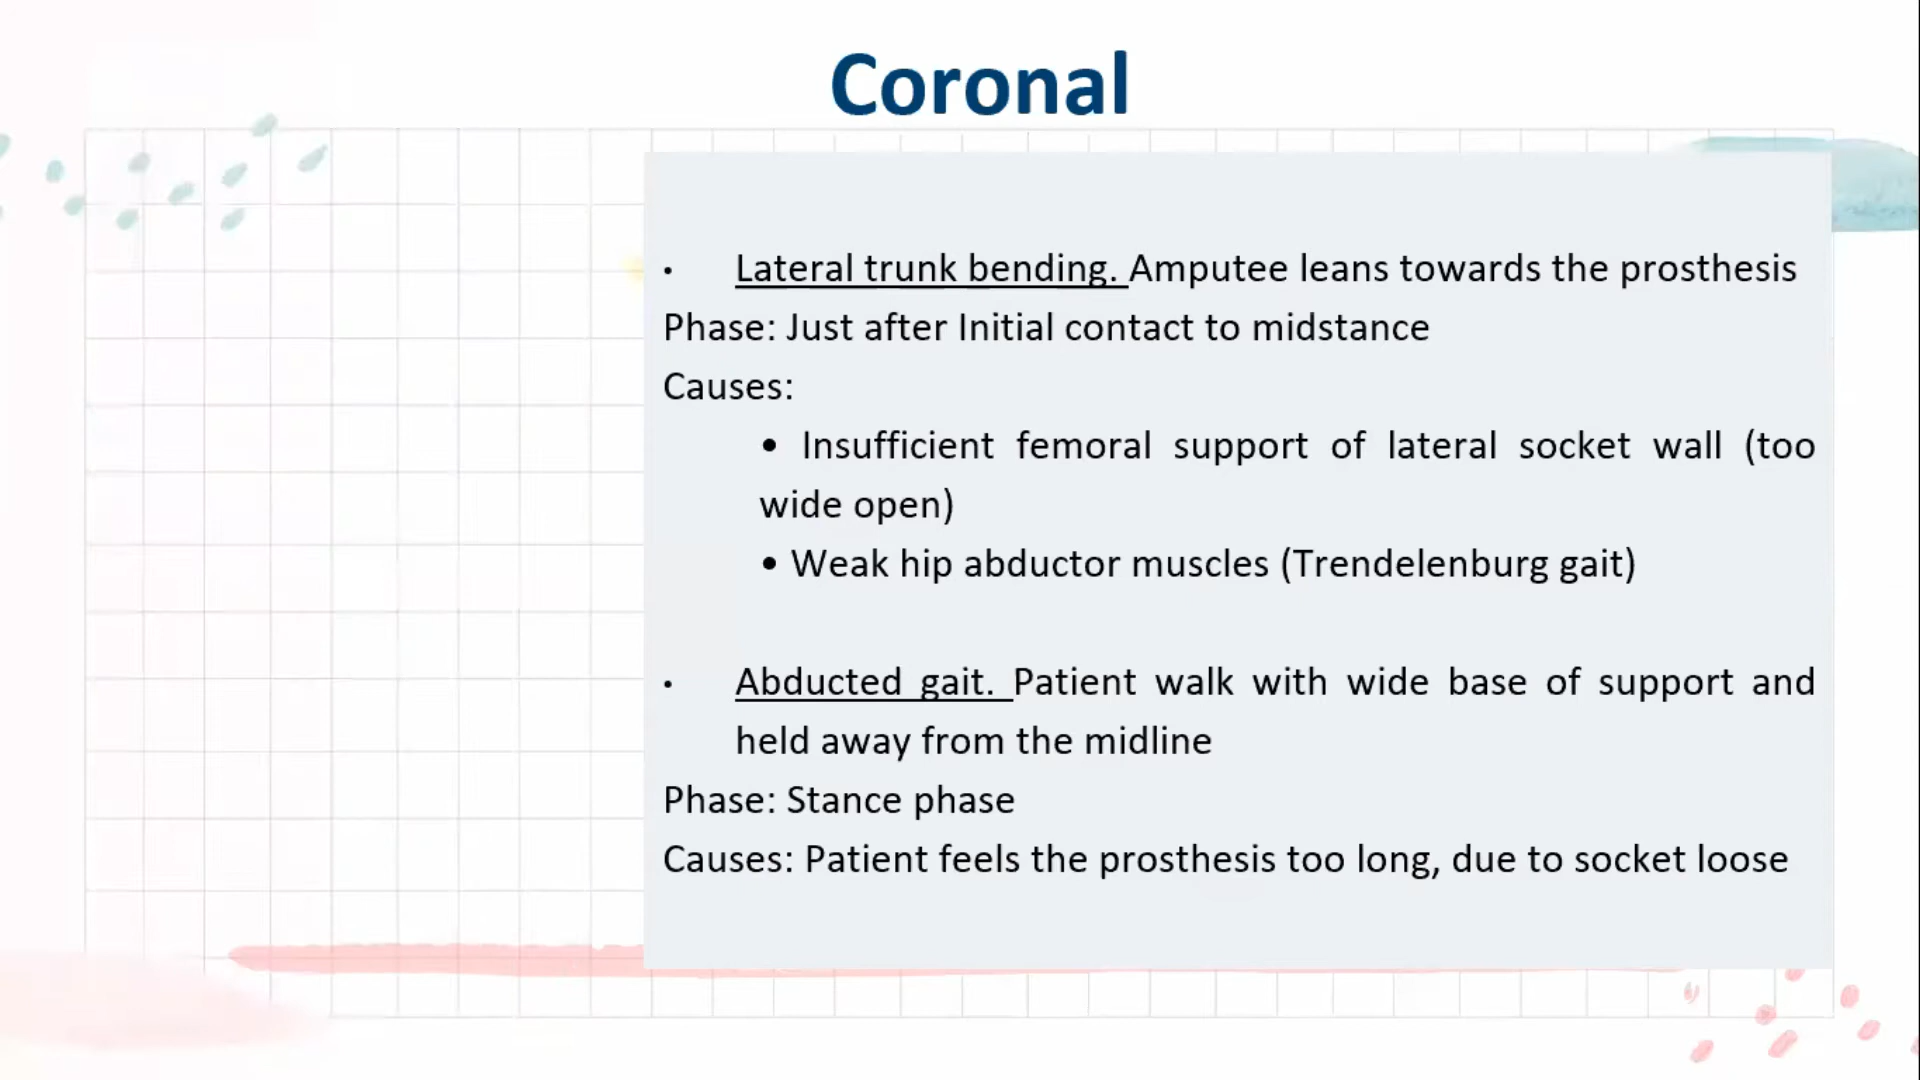 Coronal
• Lateral trunk bending. Amputee leans towards the prosthesis
Phase: Just after Initial contact to midstance
Causes:
• Insufficient femoral support of lateral socket wall (too
wide open)
• Weak hip abductor muscles (Trendelenburg gait)
• Abducted gait. Patient walk with wide base of support and
held away from the midline
Phase: Stance phase
Causes: Patient feels the prosthesis too long, due to socket loose